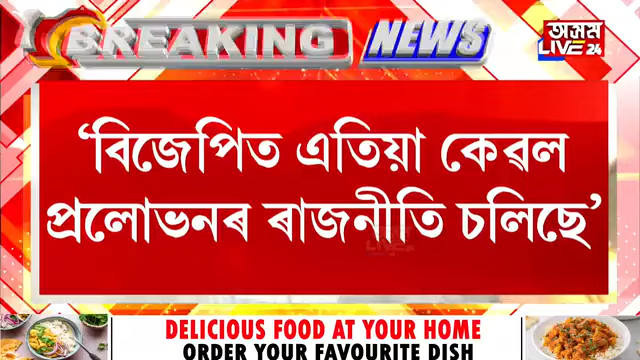 BREAKING NEWS
অসম
LIVE 24
‘বিজেপিত এতিয়া কেৱল
প্ৰলোভনৰ ৰাজনীতি চলিছে’
DELICIOUS FOOD AT YOUR HOME
ORDER YOUR FAVOURITE DISH